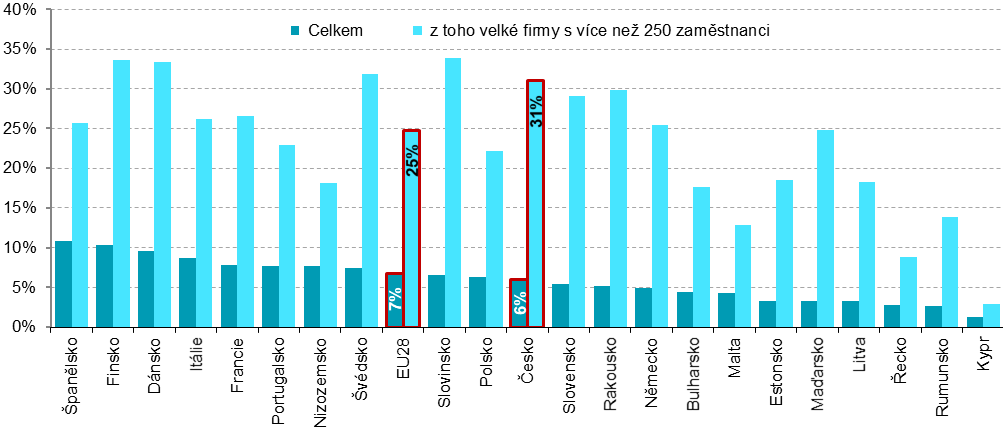 40%
35%
30%
25%
20%
15%
10%
5%
0%
Celkem
z toho velké firmy s více než 250 zaměstnanci
7%
25%
6%
31%
Španělsko
Finsko
Dánsko
Itálie
Francie
Portugalsko
Nizozemsko
Švédsko
EU28
Slovinsko
Polsko
Česko
Slovensko
Rakousko
Německo
Bulharsko
Malta
Estonsko
Maďarsko
Litva
Řecko
Rumunsko
Kypr